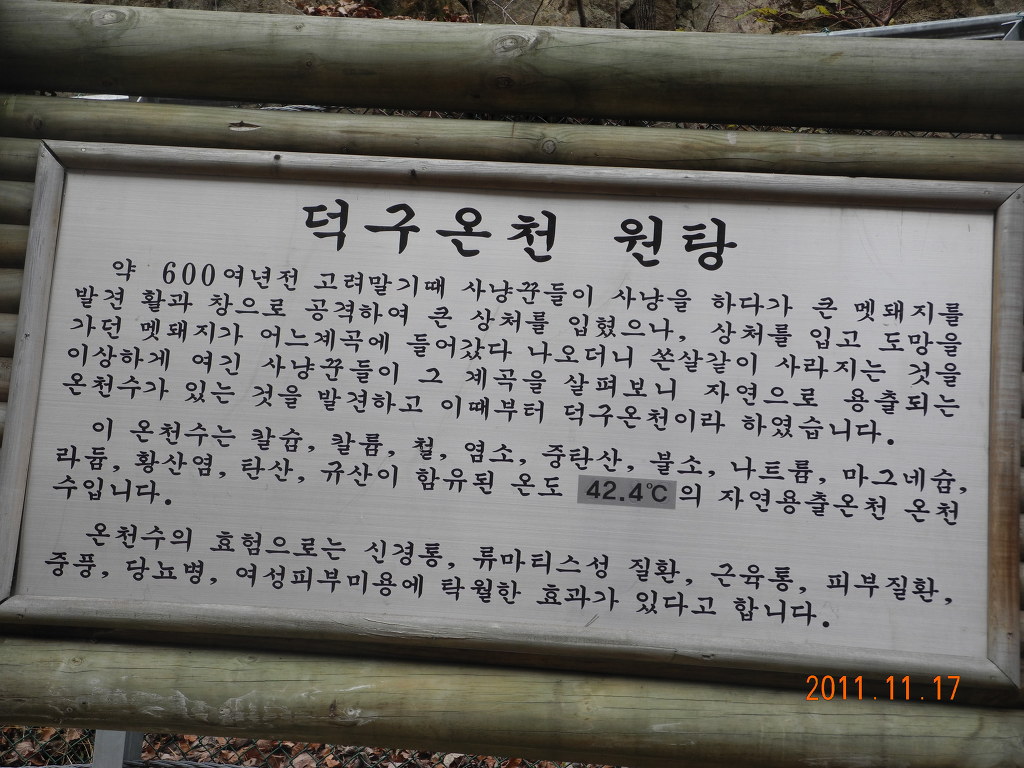 덕구온천 원탕
약 600여년전 고려말기때 사냥꾼들이 사냥을 하다가 큰 멧돼지를
발견 활과 창으로 공격하여 큰 상처를 입혔으나, 상처를 입고 도망을
가던 멧돼지가 어느계곡에 들어갔다 나오더니 쏜살같이 사라지는 것을
이상하게 여긴 사냥꾼들이 그 계곡을 살펴보니 자연으로 용출되는
온천수가 있는 것을 발견하고 이때부터 덕구온천이라 하였습니다.
이 온천수는 칼슘, 칼륨, 철, 염소, 중탄산, 불소, 나트륨, 마그네슘,
라듐, 황산염, 탄산, 규산이 함유된 온도 42.4℃의 자연용출온천 온천
수입니다.
온천수의 효험으로는 신경통, 류마티스성 질환, 근육통, 피부질환,
중풍, 당뇨병, 여성피부미용에 탁월한 효과가 있다고 합니다.
2011.11.17